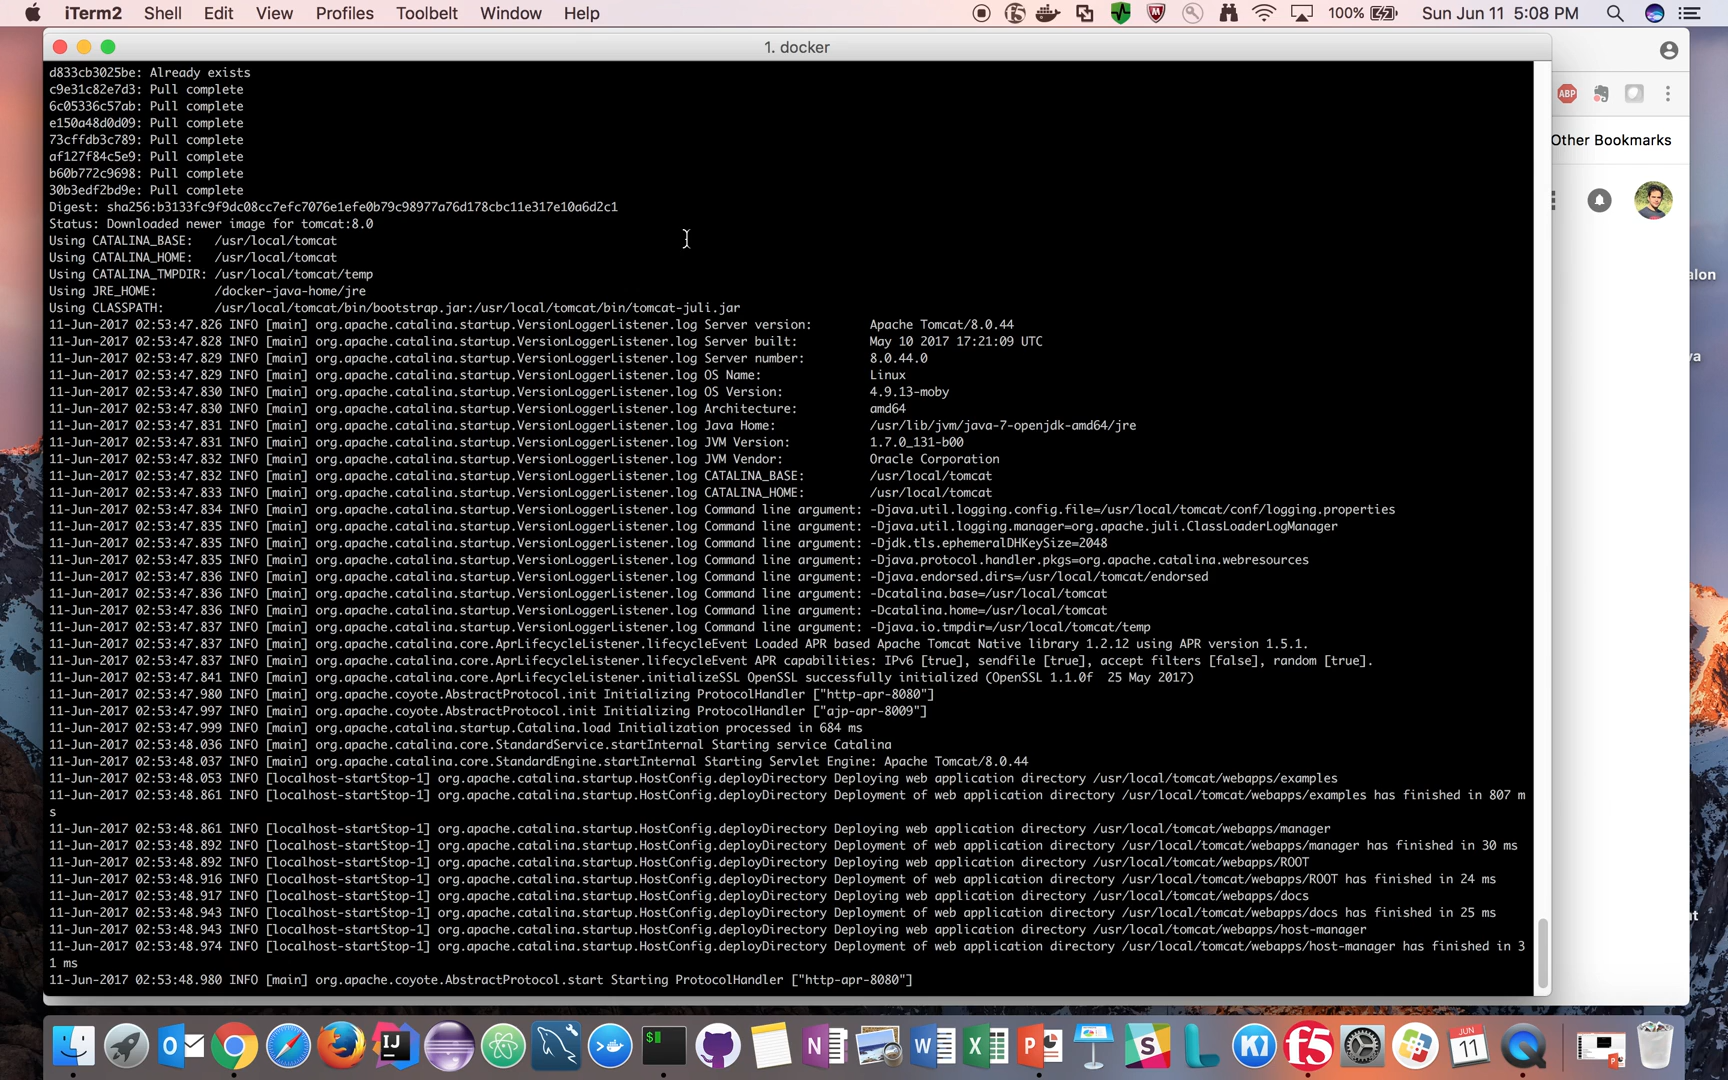 iTerm2 Shell Edit View Profiles Toolbelt Window Help 100% Sun Jun 11 5:08 PM
1. docker
d833cb3025be: Already exists
c9e31c82e7d3: Pull complete
6c05336c57ab: Pull complete
e150a48d0d09: Pull complete
73cffdb3c789: Pull complete
af127f84c5e9: Pull complete
b60b772c9698: Pull complete
30b3edf2bd9e: Pull complete
Digest: sha256:b3133fc9f9dc08cc7efc7076e1efe0b79c98977a76d178cbc11e317e10a6d2c1
Status: Downloaded newer image for tomcat:8.0
Using CATALINA_BASE:   /usr/local/tomcat
Using CATALINA_HOME:   /usr/local/tomcat
Using CATALINA_TMPDIR: /usr/local/tomcat/temp
Using JRE_HOME:        /docker-java-home/jre
Using CLASSPATH:       /usr/local/tomcat/bin/bootstrap.jar:/usr/local/tomcat/bin/tomcat-juli.jar
11-Jun-2017 02:53:47.826 INFO [main] org.apache.catalina.startup.VersionLoggerListener.log Server version:        Apache Tomcat/8.0.44
11-Jun-2017 02:53:47.828 INFO [main] org.apache.catalina.startup.VersionLoggerListener.log Server built:          May 10 2017 17:21:09 UTC
11-Jun-2017 02:53:47.829 INFO [main] org.apache.catalina.startup.VersionLoggerListener.log Server number:         8.0.44.0
11-Jun-2017 02:53:47.829 INFO [main] org.apache.catalina.startup.VersionLoggerListener.log OS Name:               Linux
11-Jun-2017 02:53:47.830 INFO [main] org.apache.catalina.startup.VersionLoggerListener.log OS Version:            4.9.13-moby
11-Jun-2017 02:53:47.830 INFO [main] org.apache.catalina.startup.VersionLoggerListener.log Architecture:          amd64
11-Jun-2017 02:53:47.831 INFO [main] org.apache.catalina.startup.VersionLoggerListener.log Java Home:             /usr/lib/jvm/java-7-openjdk-amd64/jre
11-Jun-2017 02:53:47.831 INFO [main] org.apache.catalina.startup.VersionLoggerListener.log JVM Version:           1.7.0_131-b00
11-Jun-2017 02:53:47.832 INFO [main] org.apache.catalina.startup.VersionLoggerListener.log JVM Vendor:            Oracle Corporation
11-Jun-2017 02:53:47.832 INFO [main] org.apache.catalina.startup.VersionLoggerListener.log CATALINA_BASE:         /usr/local/tomcat
11-Jun-2017 02:53:47.833 INFO [main] org.apache.catalina.startup.VersionLoggerListener.log CATALINA_HOME:         /usr/local/tomcat
11-Jun-2017 02:53:47.834 INFO [main] org.apache.catalina.startup.VersionLoggerListener.log Command line argument: -Djava.util.logging.config.file=/usr/local/tomcat/conf/logging.properties
11-Jun-2017 02:53:47.835 INFO [main] org.apache.catalina.startup.VersionLoggerListener.log Command line argument: -Djava.util.logging.manager=org.apache.juli.ClassLoaderLogManager
11-Jun-2017 02:53:47.835 INFO [main] org.apache.catalina.startup.VersionLoggerListener.log Command line argument: -Djdk.tls.ephemeralDHKeySize=2048
11-Jun-2017 02:53:47.835 INFO [main] org.apache.catalina.startup.VersionLoggerListener.log Command line argument: -Djava.protocol.handler.pkgs=org.apache.catalina.webresources
11-Jun-2017 02:53:47.836 INFO [main] org.apache.catalina.startup.VersionLoggerListener.log Command line argument: -Djava.endorsed.dirs=/usr/local/tomcat/endorsed
11-Jun-2017 02:53:47.836 INFO [main] org.apache.catalina.startup.VersionLoggerListener.log Command line argument: -Dcatalina.base=/usr/local/tomcat
11-Jun-2017 02:53:47.836 INFO [main] org.apache.catalina.startup.VersionLoggerListener.log Command line argument: -Dcatalina.home=/usr/local/tomcat
11-Jun-2017 02:53:47.837 INFO [main] org.apache.catalina.startup.VersionLoggerListener.log Command line argument: -Djava.io.tmpdir=/usr/local/tomcat/temp
11-Jun-2017 02:53:47.837 INFO [main] org.apache.catalina.core.AprLifecycleListener.lifecycleEvent Loaded APR based Apache Tomcat Native library 1.2.12 using APR version 1.5.1.
11-Jun-2017 02:53:47.837 INFO [main] org.apache.catalina.core.AprLifecycleListener.lifecycleEvent APR capabilities: IPv6 [true], sendfile [true], accept filters [false], random [true].
11-Jun-2017 02:53:47.841 INFO [main] org.apache.catalina.core.AprLifecycleListener.initializeSSL OpenSSL successfully initialized (OpenSSL 1.1.0f  25 May 2017)
11-Jun-2017 02:53:47.980 INFO [main] org.apache.coyote.AbstractProtocol.init Initializing ProtocolHandler ["http-apr-8080"]
11-Jun-2017 02:53:47.997 INFO [main] org.apache.coyote.AbstractProtocol.init Initializing ProtocolHandler ["ajp-apr-8009"]
11-Jun-2017 02:53:47.999 INFO [main] org.apache.catalina.startup.Catalina.load Initialization processed in 684 ms
11-Jun-2017 02:53:48.036 INFO [main] org.apache.catalina.core.StandardService.startInternal Starting service Catalina
11-Jun-2017 02:53:48.037 INFO [main] org.apache.catalina.core.StandardEngine.startInternal Starting Servlet Engine: Apache Tomcat/8.0.44
11-Jun-2017 02:53:48.053 INFO [localhost-startStop-1] org.apache.catalina.startup.HostConfig.deployDirectory Deploying web application directory /usr/local/tomcat/webapps/examples
11-Jun-2017 02:53:48.861 INFO [localhost-startStop-1] org.apache.catalina.startup.HostConfig.deployDirectory Deployment of web application directory /usr/local/tomcat/webapps/examples has finished in 807 m
s
11-Jun-2017 02:53:48.861 INFO [localhost-startStop-1] org.apache.catalina.startup.HostConfig.deployDirectory Deploying web application directory /usr/local/tomcat/webapps/manager
11-Jun-2017 02:53:48.892 INFO [localhost-startStop-1] org.apache.catalina.startup.HostConfig.deployDirectory Deployment of web application directory /usr/local/tomcat/webapps/manager has finished in 30 ms
11-Jun-2017 02:53:48.892 INFO [localhost-startStop-1] org.apache.catalina.startup.HostConfig.deployDirectory Deploying web application directory /usr/local/tomcat/webapps/ROOT
11-Jun-2017 02:53:48.916 INFO [localhost-startStop-1] org.apache.catalina.startup.HostConfig.deployDirectory Deployment of web application directory /usr/local/tomcat/webapps/ROOT has finished in 24 ms
11-Jun-2017 02:53:48.917 INFO [localhost-startStop-1] org.apache.catalina.startup.HostConfig.deployDirectory Deploying web application directory /usr/local/tomcat/webapps/docs
11-Jun-2017 02:53:48.943 INFO [localhost-startStop-1] org.apache.catalina.startup.HostConfig.deployDirectory Deployment of web application directory /usr/local/tomcat/webapps/docs has finished in 25 ms
11-Jun-2017 02:53:48.943 INFO [localhost-startStop-1] org.apache.catalina.startup.HostConfig.deployDirectory Deploying web application directory /usr/local/tomcat/webapps/host-manager
11-Jun-2017 02:53:48.974 INFO [localhost-startStop-1] org.apache.catalina.startup.HostConfig.deployDirectory Deployment of web application directory /usr/local/tomcat/webapps/host-manager has finished in 3
1 ms
11-Jun-2017 02:53:48.980 INFO [main] org.apache.coyote.AbstractProtocol.start Starting ProtocolHandler ["http-apr-8080"]
ABP
Other Bookmarks
alon
va
nt
JUN
11